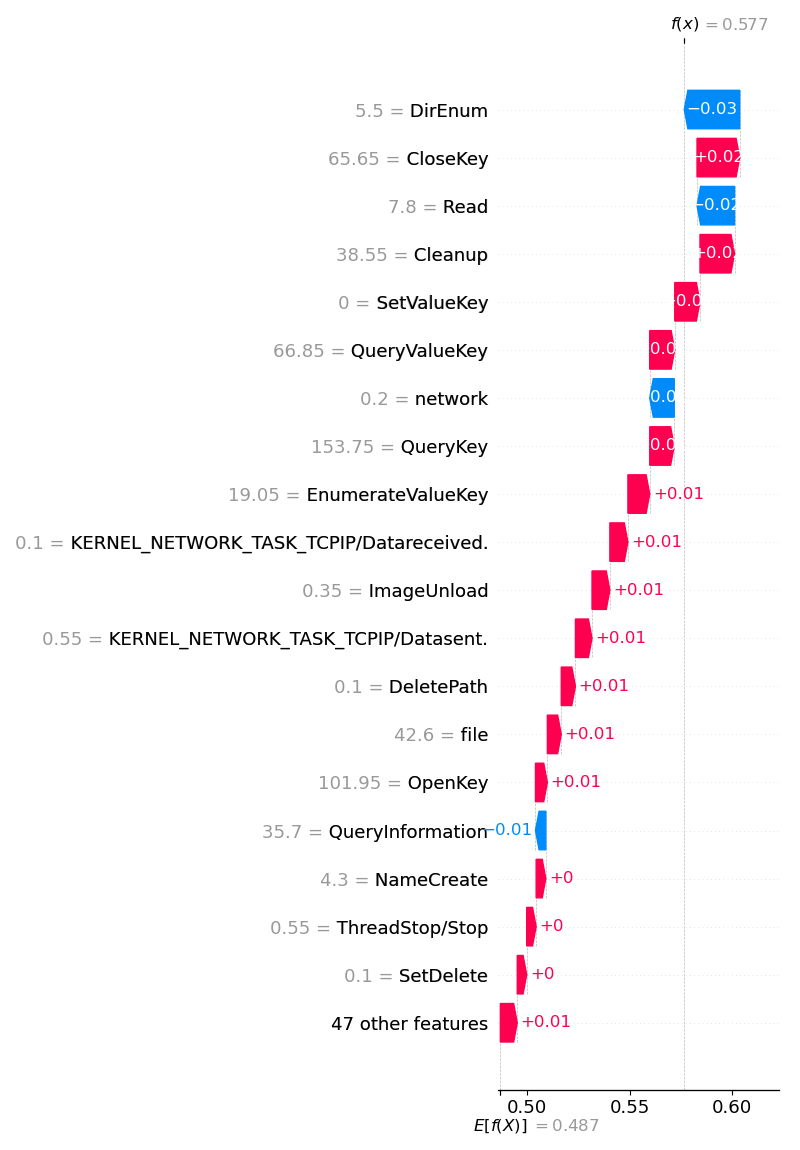 f(x) = 0.577
5.5 = DirEnum −0.03
65.65 = CloseKey +0.02
7.8 = Read −0.02
38.55 = Cleanup
0 = SetValueKey
66.85 = QueryValueKey
0.2 = network
153.75 = QueryKey
19.05 = EnumerateValueKey +0.01
0.1 = KERNEL_NETWORK_TASK_TCPIP/Datareceived. +0.01
0.35 = ImageUnload +0.01
0.55 = KERNEL_NETWORK_TASK_TCPIP/Datasent. +0.01
0.1 = DeletePath +0.01
42.6 = file +0.01
101.95 = OpenKey +0.01
35.7 = QueryInformation −0.01
4.3 = NameCreate +0
0.55 = ThreadStop/Stop +0
0.1 = SetDelete +0
47 other features +0.01
0.50 0.55 0.60
E[f(X)] = 0.487